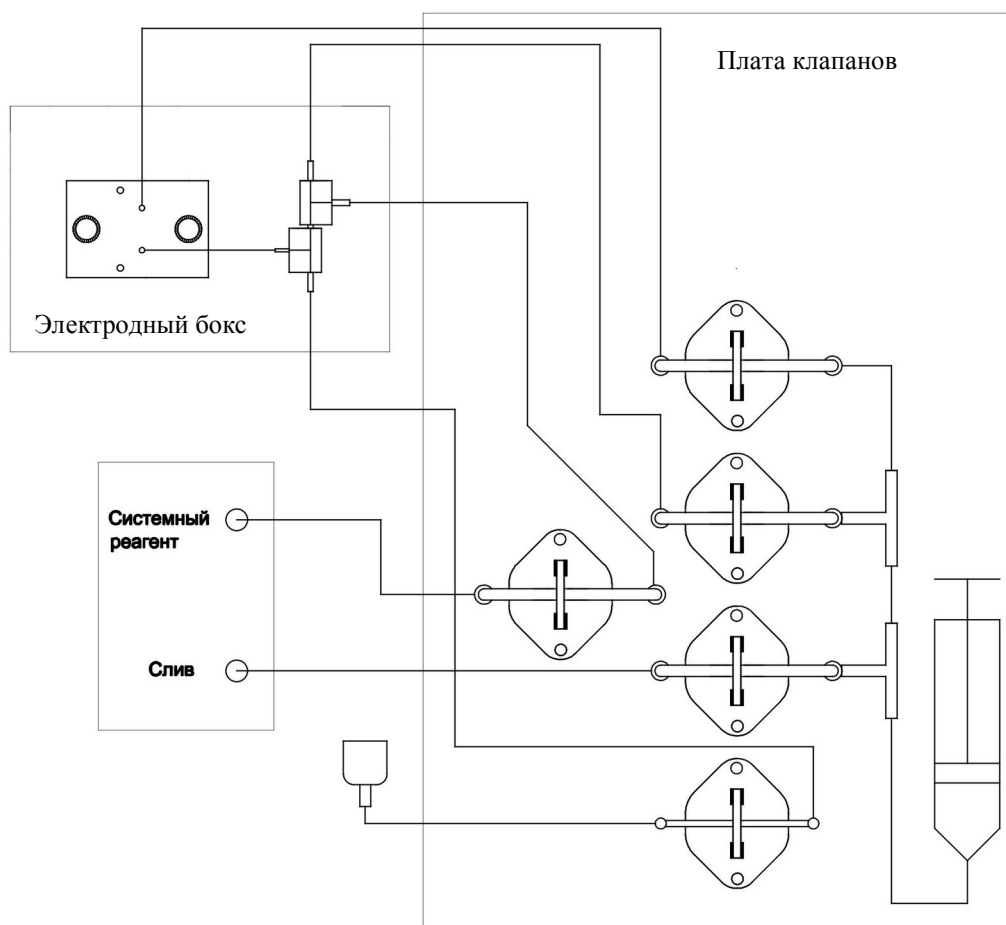 Плата клапанов
Электродный бокс
Системный
реагент
Слив